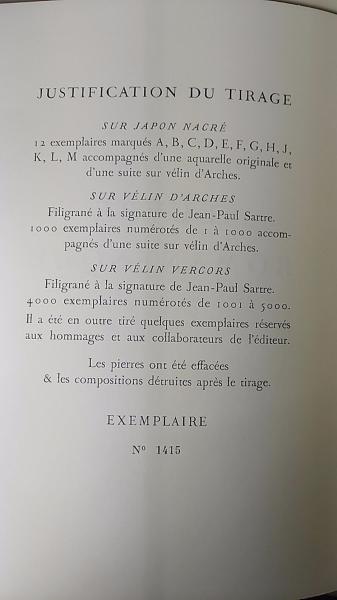 JUSTIFICATION DU TIRAGE
SUR JAPON NACRÉ
12 exemplaires marqués A, B, C, D, E, F, G, H, J,
K, L, M accompagnés d'une aquarelle originale et
d'une suite sur vélin d'Arches.
SUR VÉLIN D'ARCHES
Filigrané à la signature de Jean-Paul Sartre.
1000 exemplaires numérotés de 1 à 1000 accom-
pagnés d'une suite sur vélin d'Arches.
SUR VÉLIN VERCORS
Filigrané à la signature de Jean-Paul Sartre.
4000 exemplaires numérotés de 1001 à 5000.
Il a été en outre tiré quelques exemplaires réservés
aux hommages et aux collaborateurs de l'éditeur.
Les pierres ont été effacées
& les compositions détruites après le tirage.
EXEMPLAIRE
Nº 1415